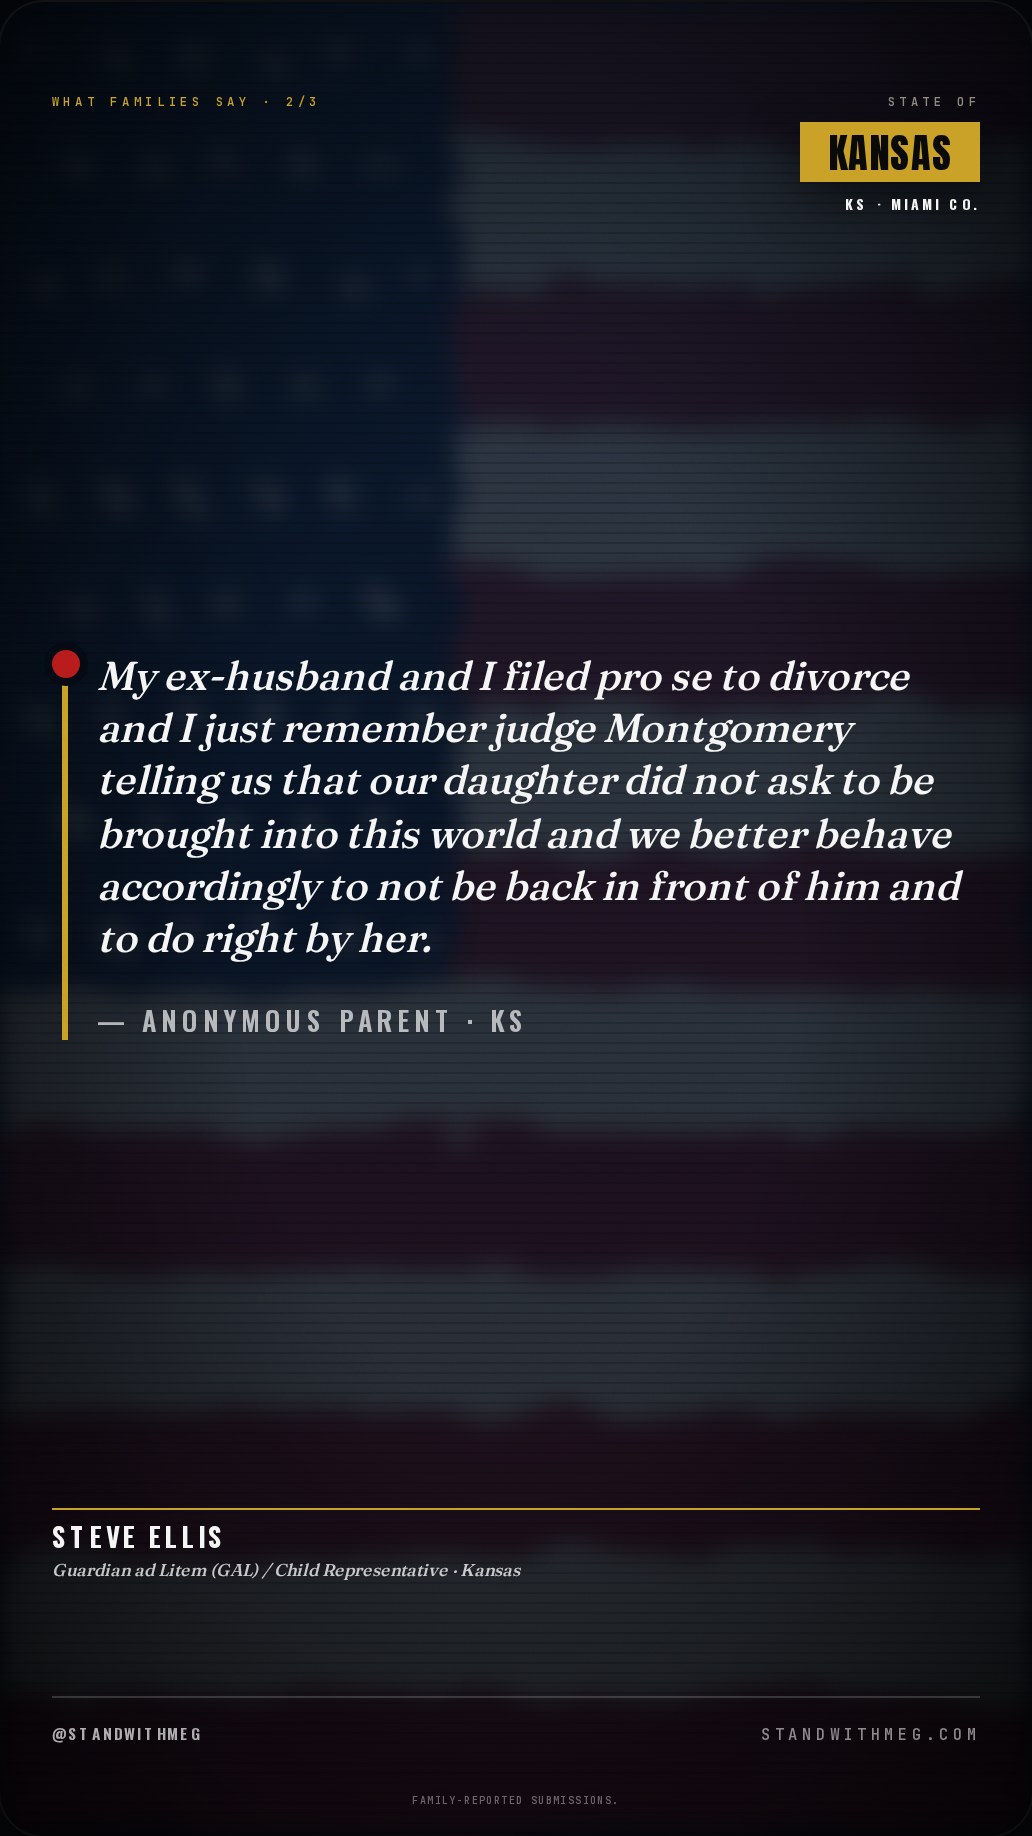 WHAT FAMILIES SAY · 2/3
STATE OF
KANSAS
KS · MIAMI CO.
My ex-husband and I filed pro se to divorce
and I just remember judge Montgomery
telling us that our daughter did not ask to be
brought into this world and we better behave
accordingly to not be back in front of him and
to do right by her.
— ANONYMOUS PARENT · KS
STEVE ELLIS
Guardian ad Litem (GAL) / Child Representative · Kansas
@STANDWITHMEG
STANDWITHMEG.COM
FAMILY-REPORTED SUBMISSIONS.